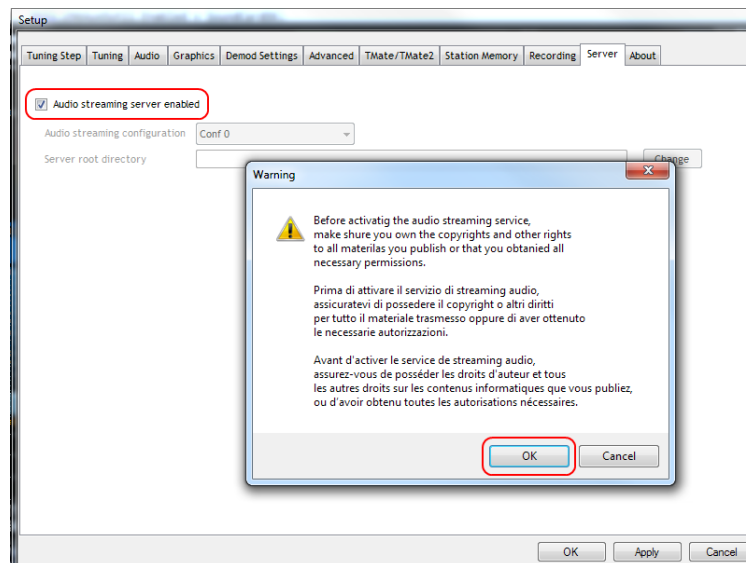 Setup
Tuning Step Tuning Audio Graphics Demod Settings Advanced TMate/TMate2 Station Memory Recording Server About
Audio streaming server enabled
Audio streaming configuration Conf 0
Server root directory Change
Warning
Before activatig the audio streaming service,
make shure you own the copyrights and other rights
to all materilas you publish or that you obtanied all
necessary permissions.
Prima di attivare il servizio di streaming audio,
assicuratevi di possedere il copyright o altri diritti
per tutto il materiale trasmesso oppure di aver ottenuto
le necessarie autorizzazioni.
Avant d'activer le service de streaming audio,
assurez-vous de posséder les droits d'auteur et tous
les autres droits sur les contenus informatiques que vous publiez,
ou d'avoir obtenu toutes les autorisations nécessaires.
OK Cancel
OK Apply Cancel